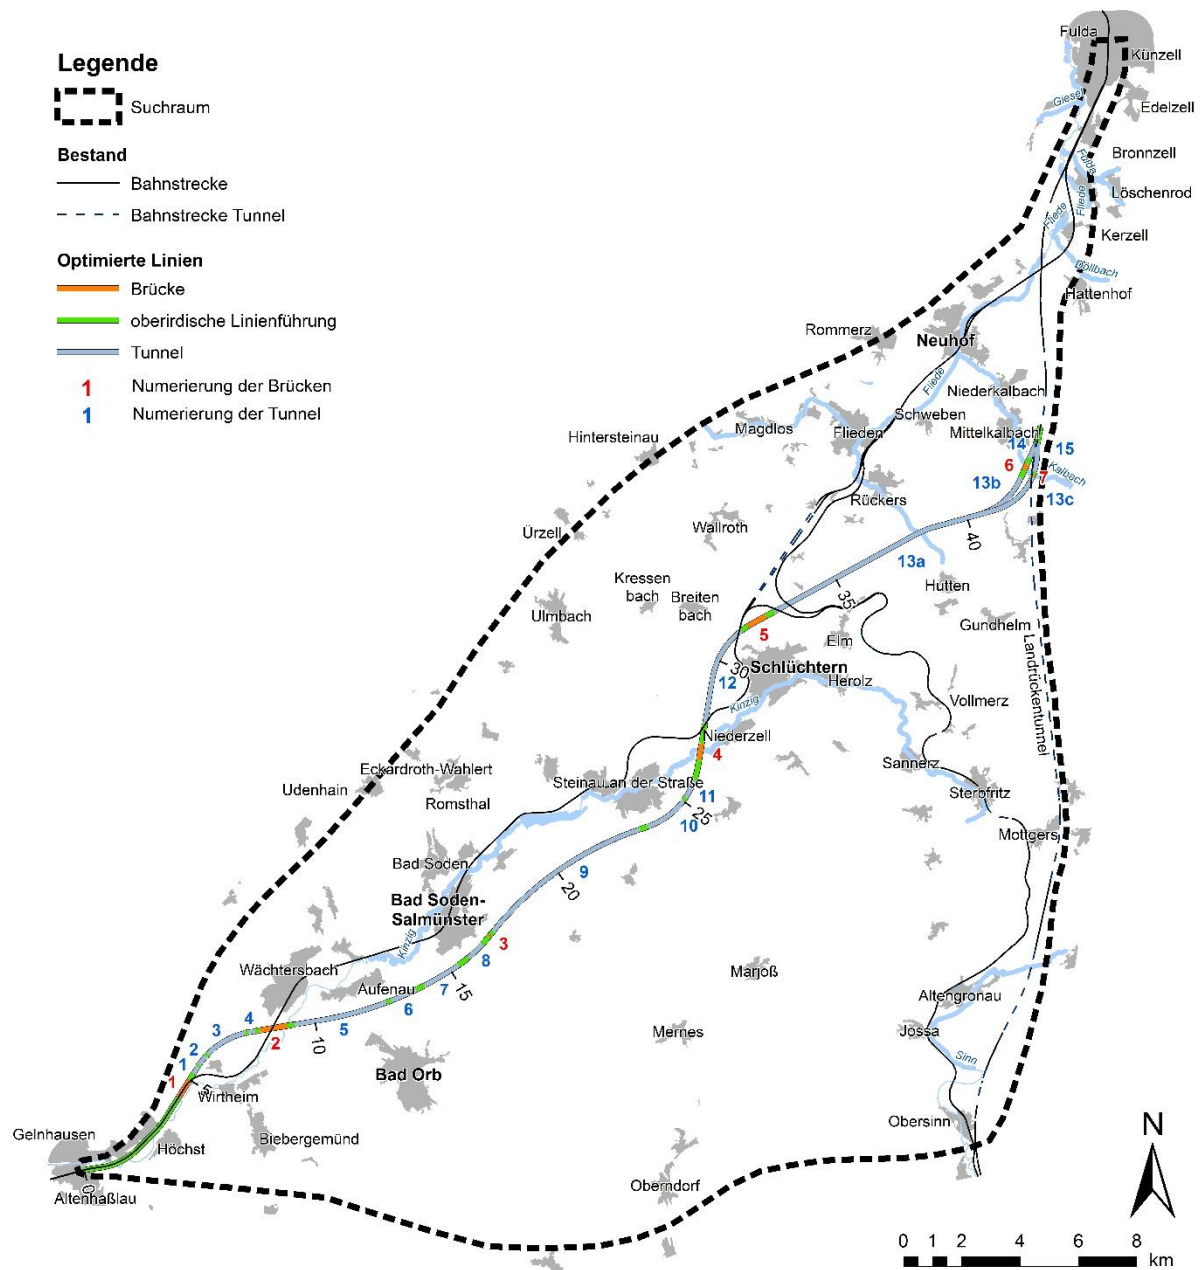 Legende
Suchraum
Bestand
Bahnstrecke
Bahnstrecke Tunnel
Optimierte Linien
Brücke
oberirdische Linienführung
Tunnel
1 Numerierung der Brücken
1 Numerierung der Tunnel
Fulda
Künzell
Giesel
Edelzell
Bronnzell
Fulda
Löschenrod
Fliede
Fliede
Kerzell
Döllbach
Hattenhof
Rommerz
Neuhof
Fliede
Niederkalbach
Schweben
Magdlos
Flieden
Mittelkalbach
Hintersteinau
14
15
6
7
Kalbach
13b
13c
Rückers
Wallroth
Ürzell
40
13a
Kressen
bach
Breiten
bach
Hutten
35
Ulmbach
Gundhelm
5
Elm
Landrückentunnel
30
Schlüchtern
12
Herolz
Kinzig
Vollmerz
Niederzell
4
Sannerz
Eckardroth-Wahlert
Steinau an der Straße
Udenhain
Romsthal
11
Sterbfritz
25
10
Mottgers
Bad Soden
9
20
Bad Soden-
Salmünster
Kinzig
3
8
Wächtersbach
Marjoß
15
7
Aufenau
Altengronau
6
4
5
3
Mernes
Jossa
2
10
2
1
Sinn
Bad Orb
1
5
Wirtheim
Obersinn
Gelnhausen
Höchst
Biebergemünd
N
0
Oberndorf
Altenhaßlau
0 1 2 4 6 8
km